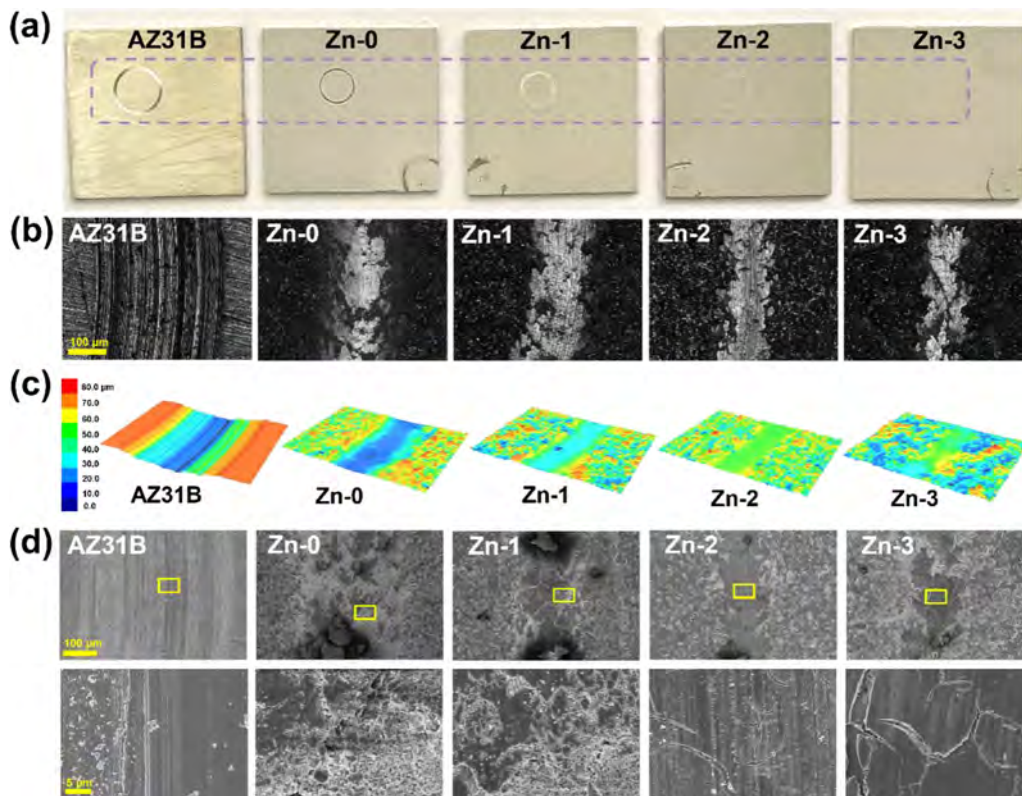 (a)
AZ31B Zn-0 Zn-1 Zn-2 Zn-3
(b)
AZ31B Zn-0 Zn-1 Zn-2 Zn-3
100 μm
(c)
80.0 μm
70.0
60.0
50.0
40.0
30.0
20.0
10.0
0.0
AZ31B Zn-0 Zn-1 Zn-2 Zn-3
(d)
AZ31B Zn-0 Zn-1 Zn-2 Zn-3
100 μm
5 μm